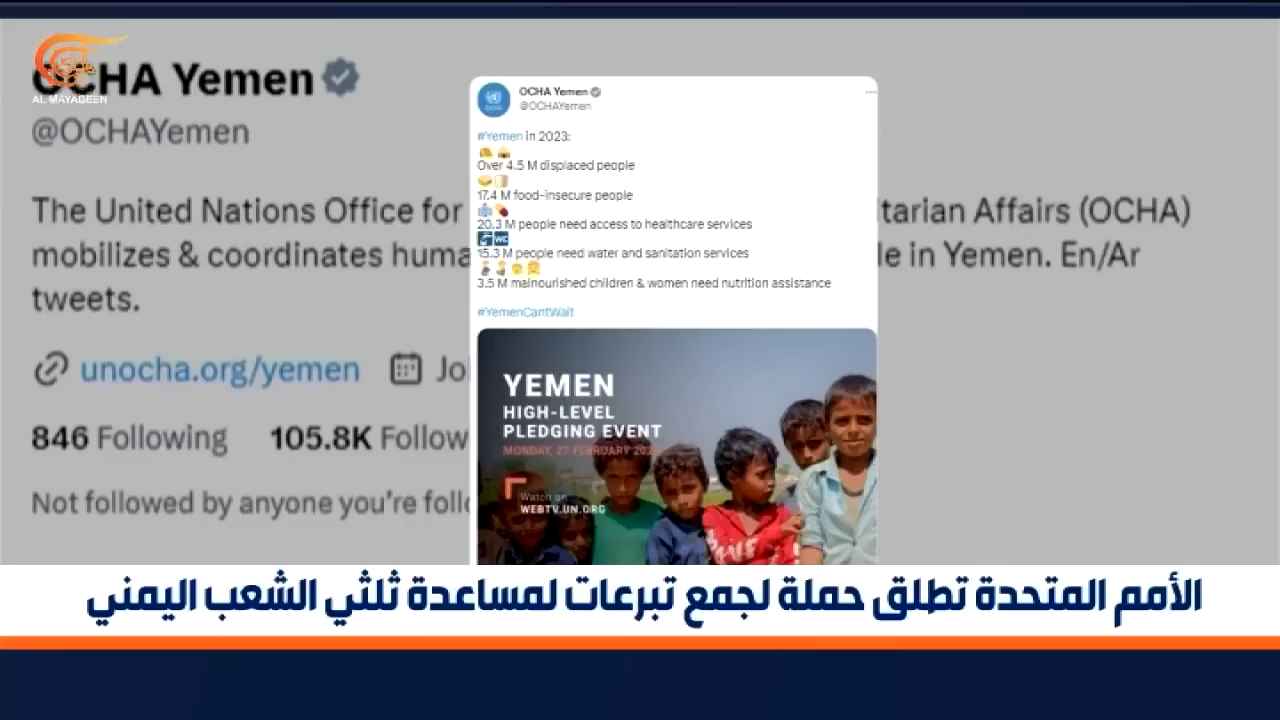 OCHA Yemen
AL MAYADEEN
@OCHAYemen
The United Nations Office for
tarian Affairs (OCHA)
mobilizes & coordinates huma
le in Yemen. En/Ar
tweets.
unocha.org/yemen
Joi
846 Following 105.8K Follow
Not followed by anyone you're foll
OCHA Yemen
@OCHAYemen
#Yemen in 2023:
Over 4.5 M displaced people
17.4 M food-insecure people
20.3 M people need access to healthcare services
WC
15.3 M people need water and sanitation services
3.5 M malnourished children & women need nutrition assistance
#YemenCantWait
YEMEN
HIGH-LEVEL
PLEDGING EVENT
MONDAY, 27 FEBRUARY
Watch on
WEBTV.UN.ORG
الأمم المتحدة تطلق حملة لجمع تبرعات لمساعدة ثلثي الشعب اليمني